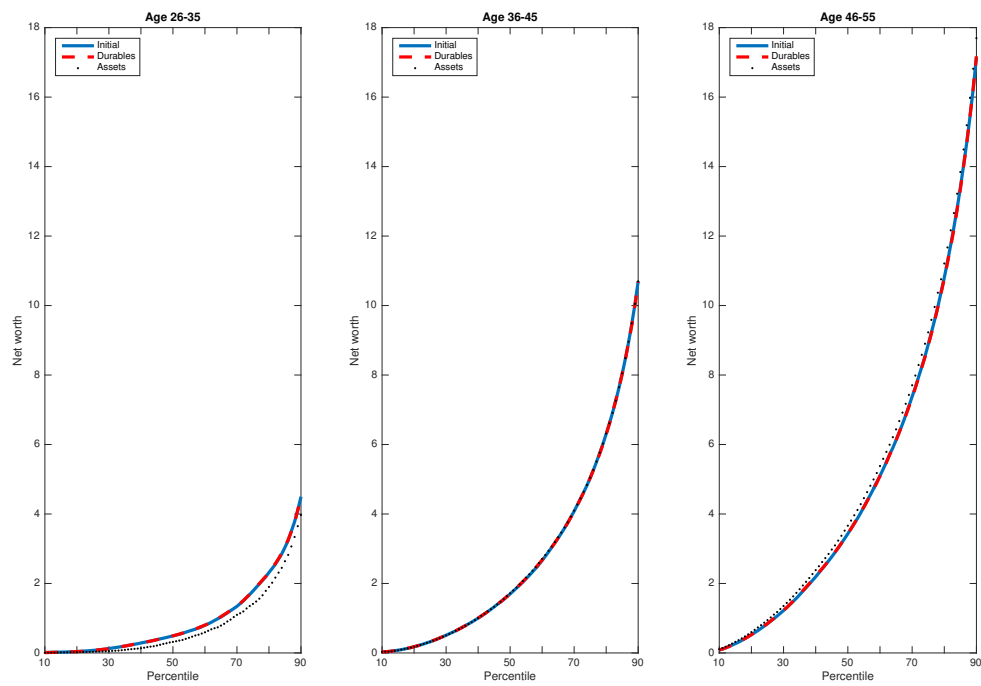 Age 26-35
Initial
Durables
Assets
Net worth
18
16
14
12
10
8
6
4
2
0
10 30 50 70 90
Percentile
Age 36-45
Initial
Durables
Assets
Net worth
18
16
14
12
10
8
6
4
2
0
10 30 50 70 90
Percentile
Age 46-55
Initial
Durables
Assets
Net worth
18
16
14
12
10
8
6
4
2
0
10 30 50 70 90
Percentile